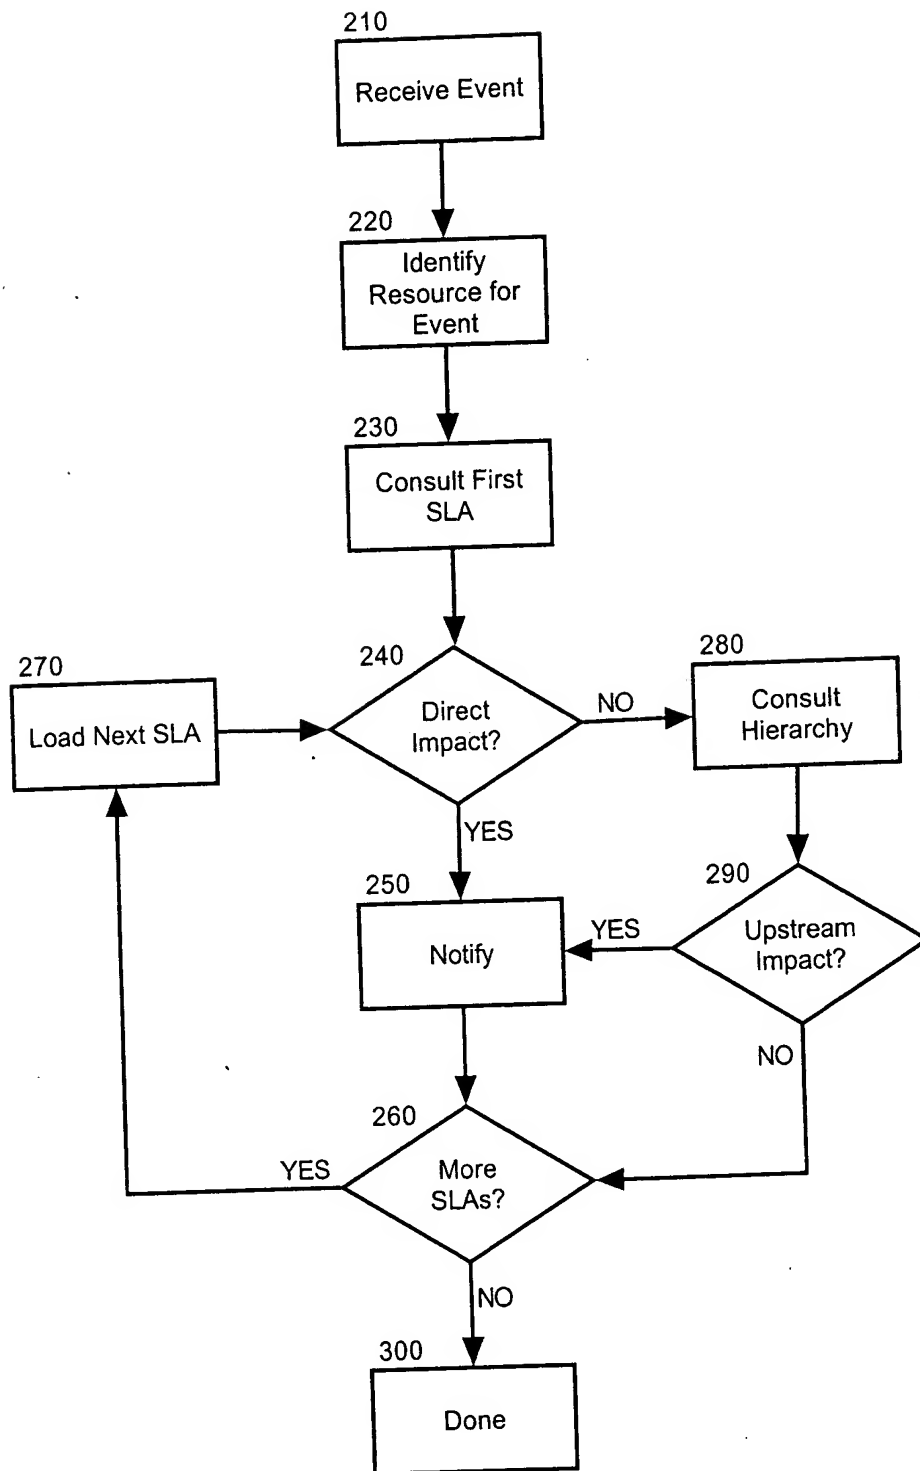 210
Receive Event
220
Identify
Resource for
Event
230
Consult First
SLA
240
Direct
Impact?
NO
YES
270
Load Next SLA
280
Consult
Hierarchy
290
Upstream
Impact?
YES
NO
250
Notify
260
More
SLAs?
YES
NO
300
Done